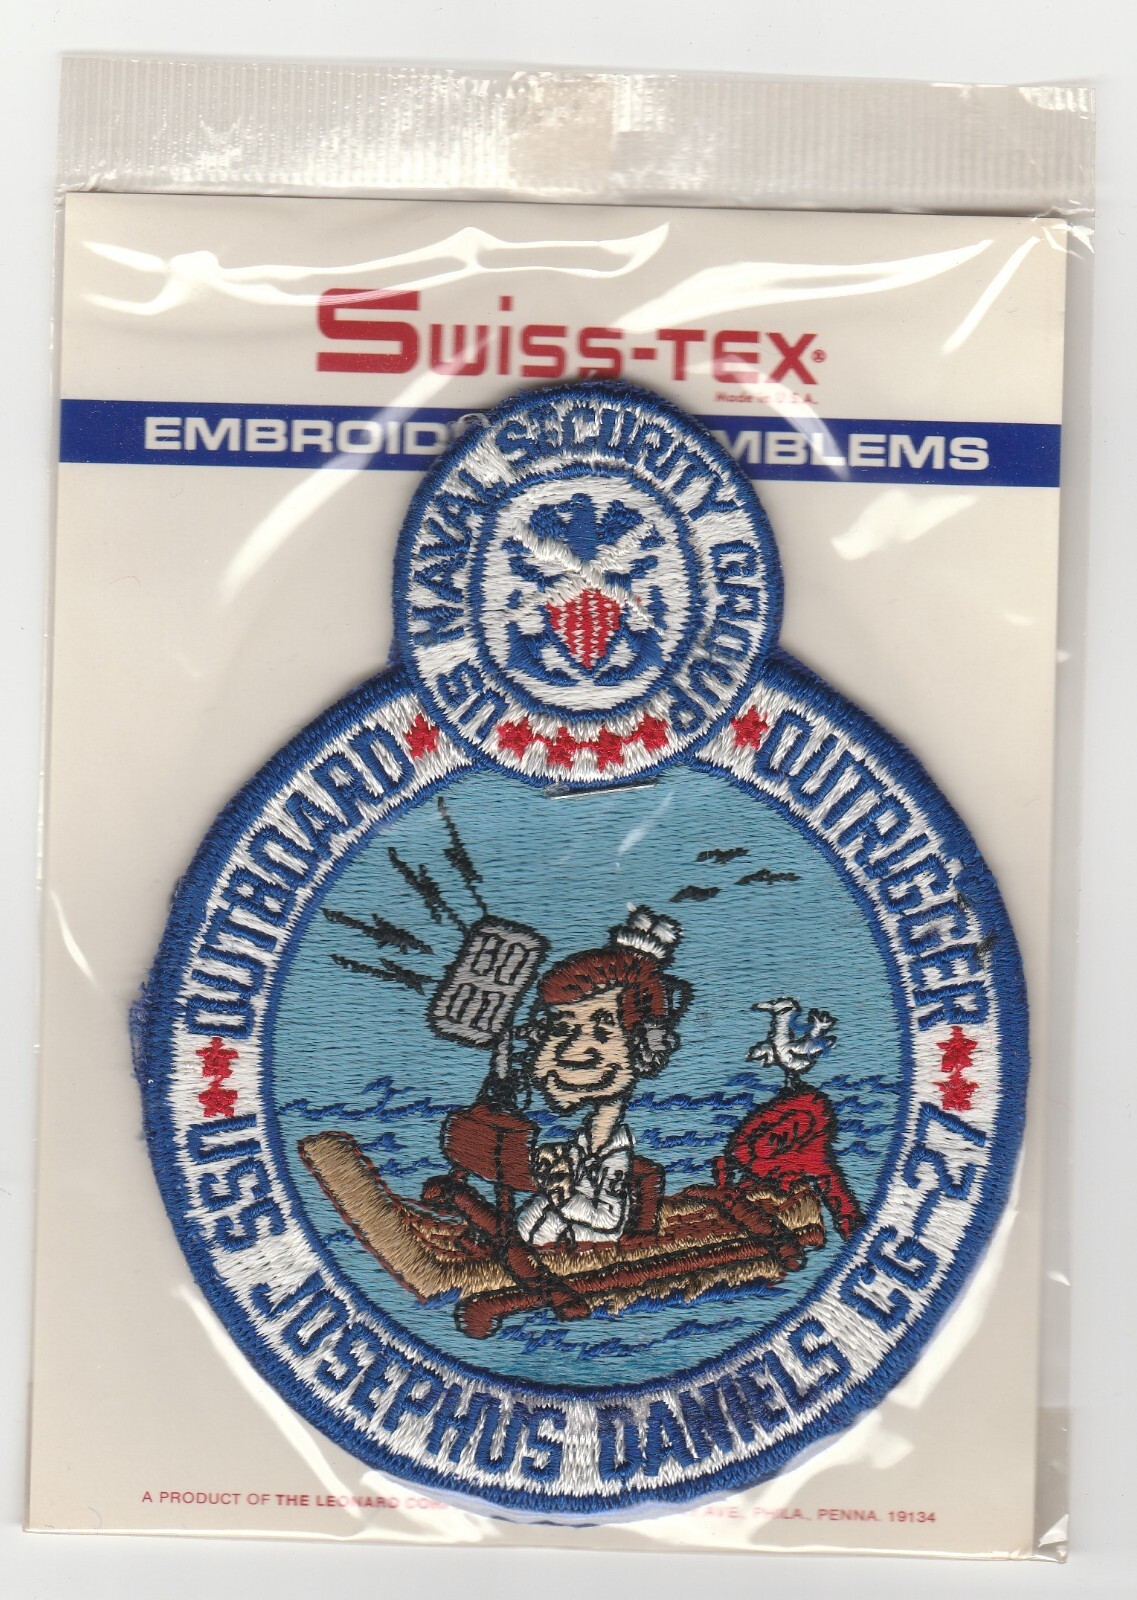 Swiss-Tex®
Made in U.S.A.
EMBROID MBLEMS
US NAVAL SECURITY GROUP
OUTBOARD OUTRIGGER
USS JOSEPHUS DANIELS CG-27
A PRODUCT OF THE LEONARD AVE., PHILA., PENNA. 19134